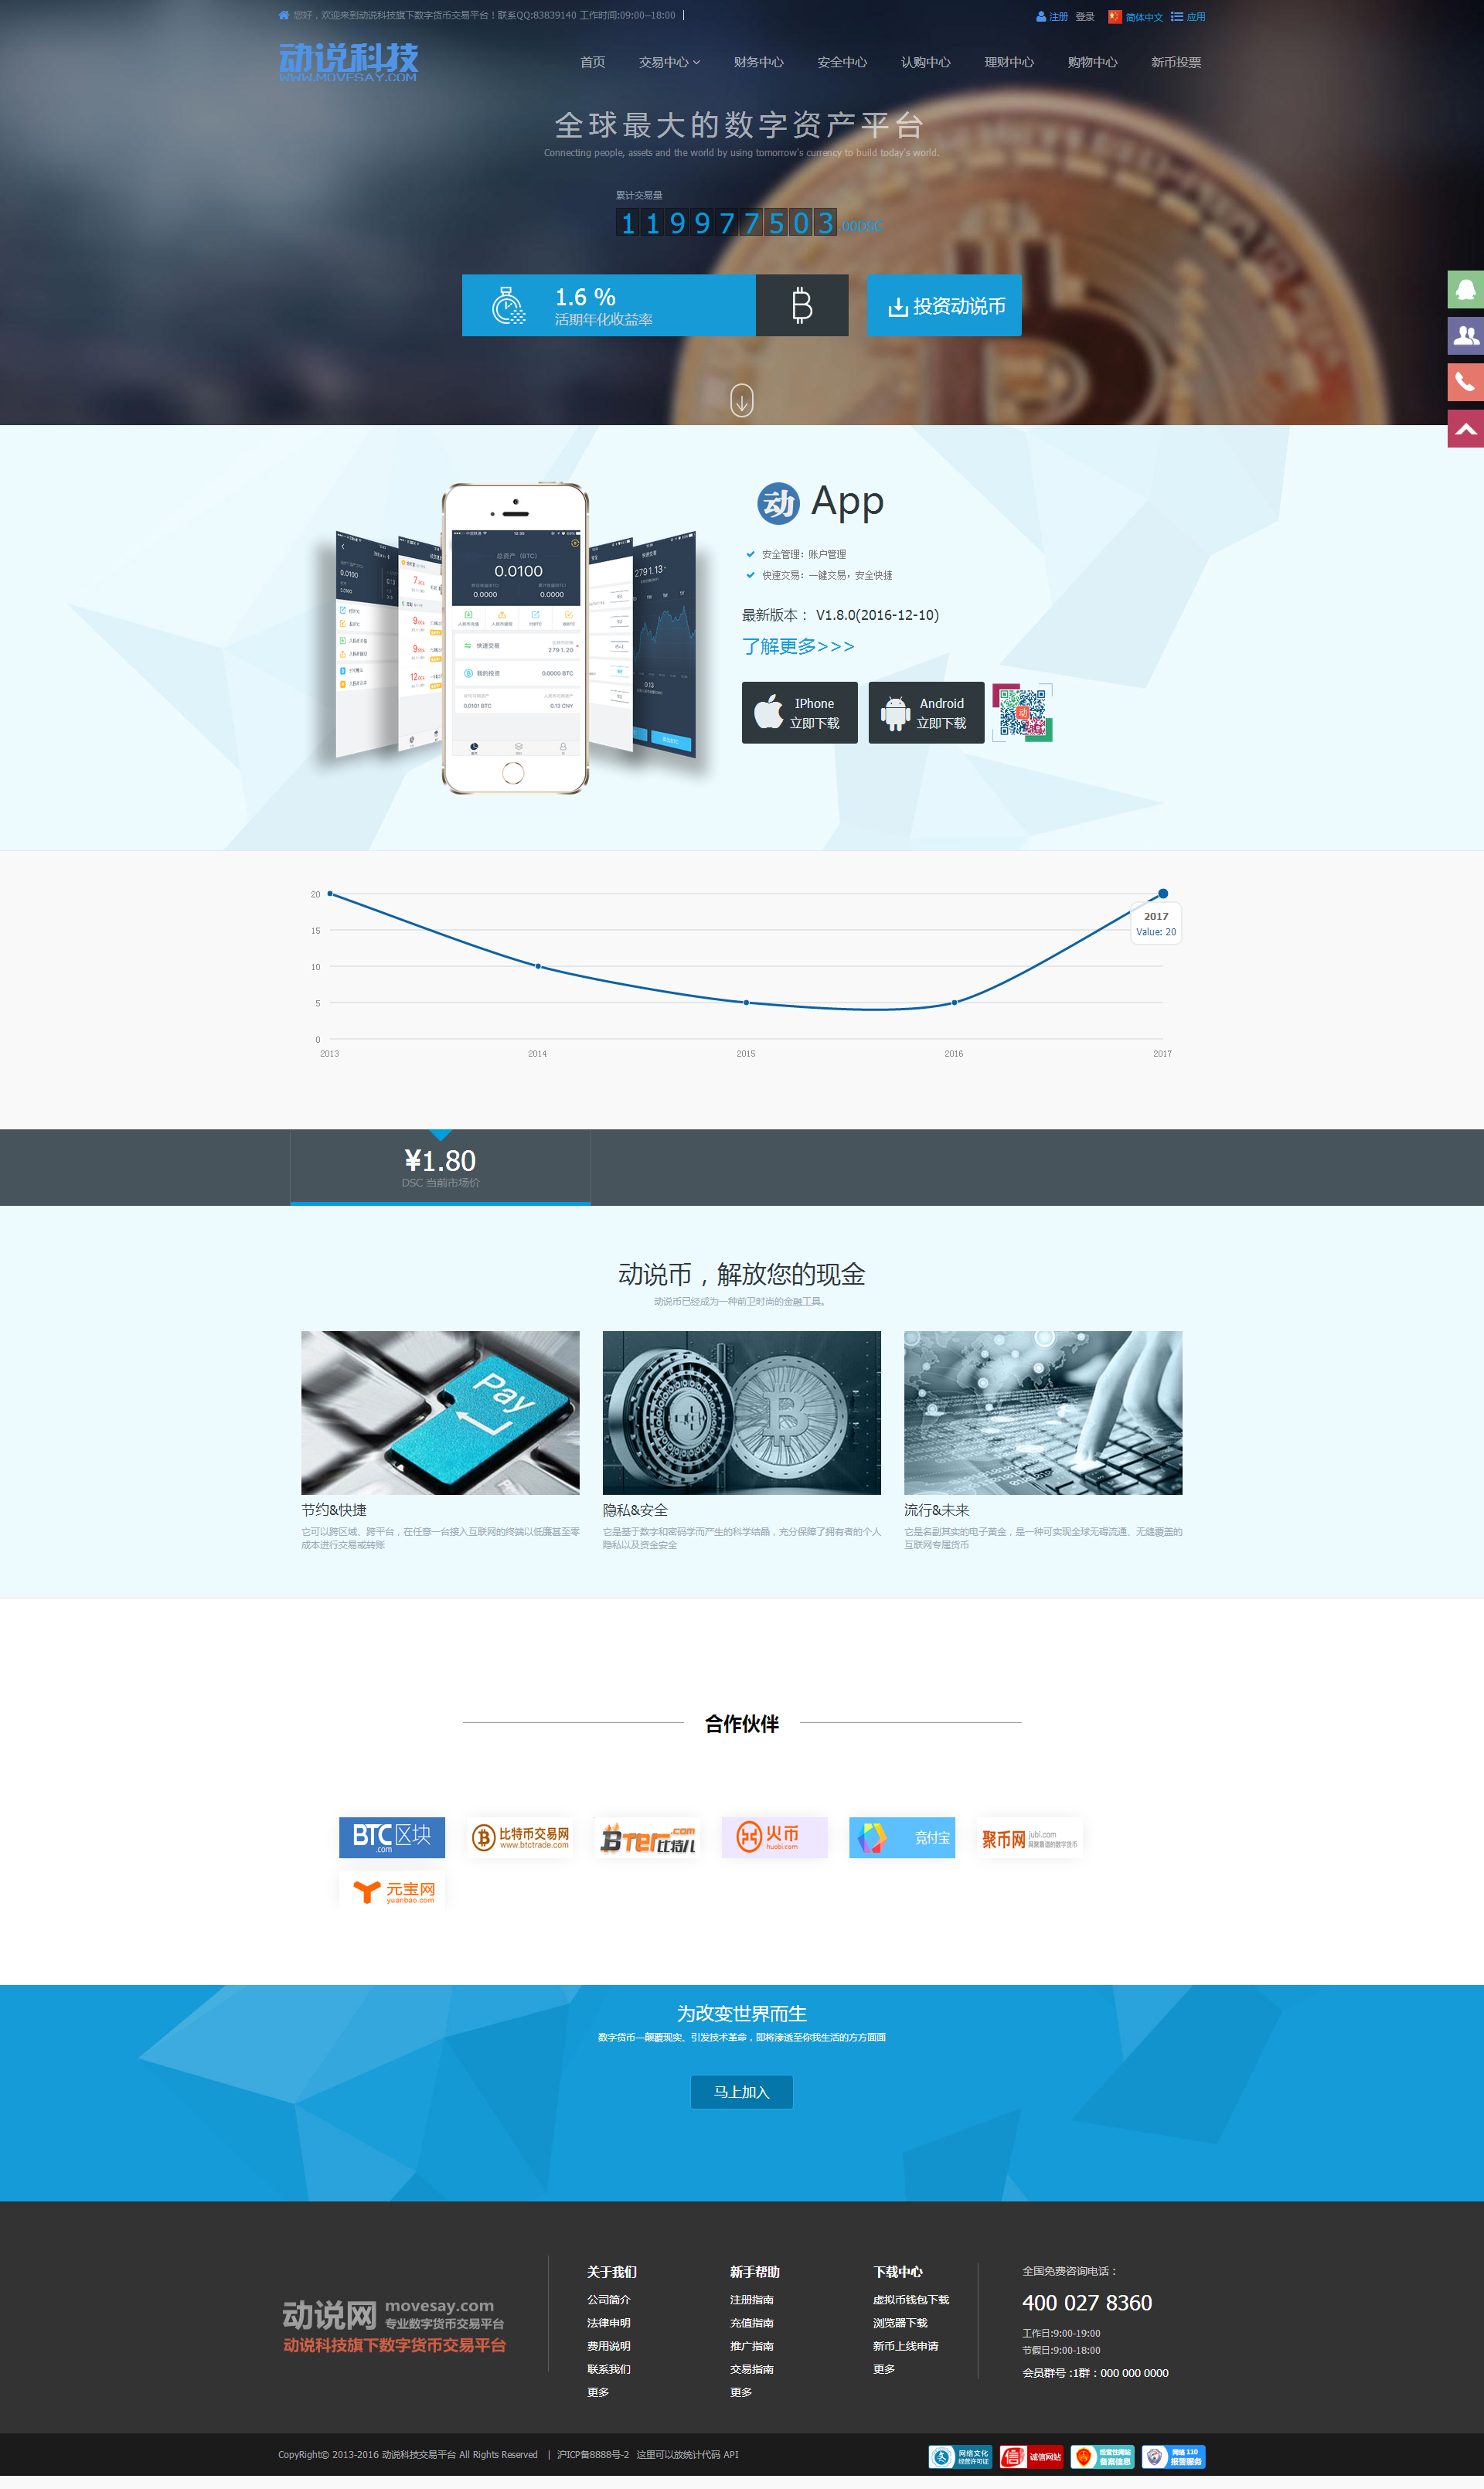 您好，欢迎来到动说科技旗下数字货币交易平台！联系QQ:83839140 工作时间:09:00--18:00
注册 登录 简体中文 应用
动说科技
WWW.MOVESAY.COM
首页 交易中心 财务中心 安全中心 认购中心 理财中心 购物中心 新币投票
全球最大的数字资产平台
Connecting people, assets and the world by using tomorrow's currency to build today's world.
累计交易量
119977503.00DSC
1.6 %
活期年化收益率
投资动说币
动 App
安全管理：账户管理
快速交易：一键交易，安全快捷
最新版本： V1.8.0(2016-12-10)
了解更多>>>
IPhone
立即下载
Android
立即下载
总资产（BTC）
0.0100
0.0000 0.0000
快速交易
2791.20
我的投资
0.0000 BTC
0.0101 BTC 0.13 CNY
20
15
10
5
0
2013 2014 2015 2016 2017
2017
Value: 20
¥1.80
DSC 当前市场价
动说币，解放您的现金
动说币已经成为一种前卫时尚的金融工具。
Pay
节约&快捷
它可以跨区域、跨平台，在任意一台接入互联网的终端以低廉甚至零
成本进行交易或转账
隐私&安全
它是基于数字和密码学而产生的科学结晶，充分保障了拥有者的个人
隐私以及资金安全
流行&未来
它是名副其实的电子黄金，是一种可实现全球无碍流通、无缝覆盖的
互联网专属货币
合作伙伴
BTC区块
.com
比特币交易网
www.btctrade.com
BTer.com
比特儿
火币
huobi.com
竞付宝
聚币网
jubi.com
元宝网
yuanbao.com
为改变世界而生
数字货币—颠覆现实、引发技术革命，即将渗透至你我生活的方方面面
马上加入
动说网 movesay.com
专业数字货币交易平台
动说科技旗下数字货币交易平台
关于我们
公司简介
法律申明
费用说明
联系我们
更多
新手帮助
注册指南
充值指南
推广指南
交易指南
更多
下载中心
虚拟币钱包下载
浏览器下载
新币上线申请
更多
全国免费咨询电话：
400 027 8360
工作日:9:00-19:00
节假日:9:00-18:00
会员群号 :1群：000 000 0000
CopyRight© 2013-2016 动说科技交易平台 All Rights Reserved | 沪ICP备8888号-2 这里可以放统计代码 API
网络文化
经营许可证
诚信网站
经营性网站
备案信息
网络110
报警服务